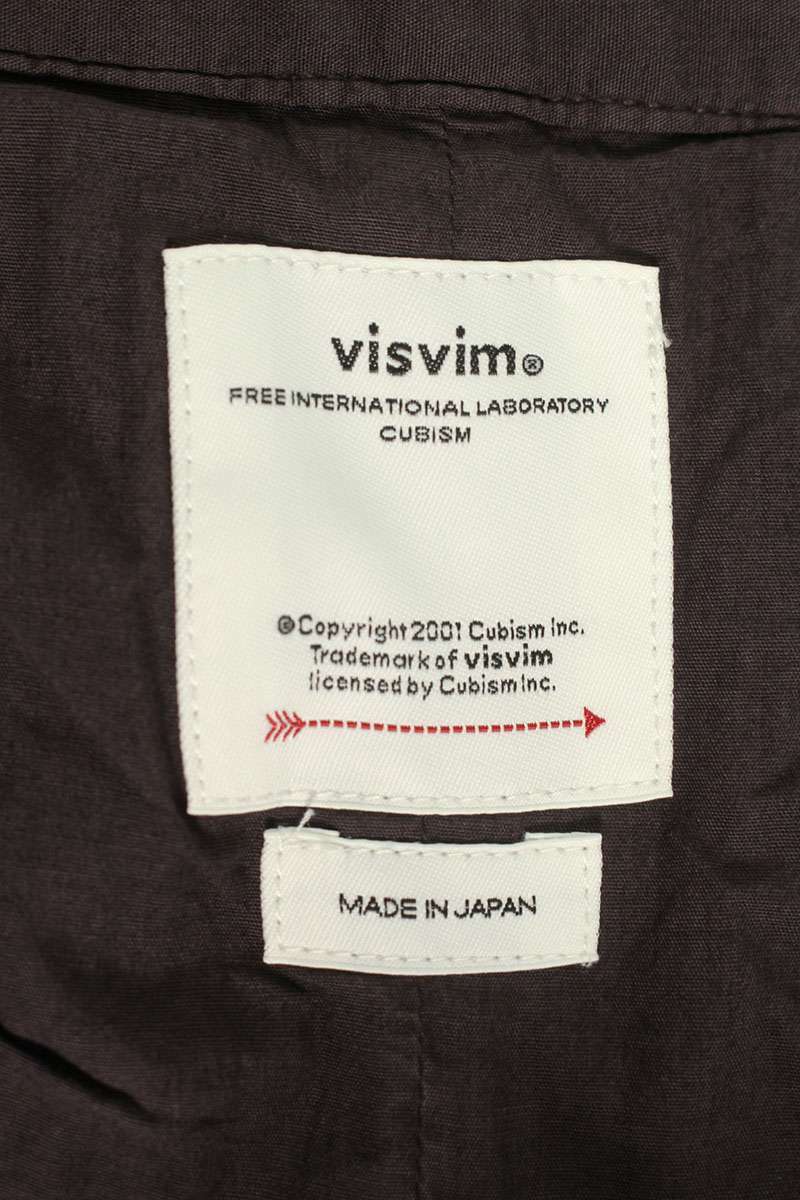 visvim®
FREE INTERNATIONAL LABORATORY
CUBISM
©Copyright 2001 Cubism Inc.
Trademark of visvim
licensed by Cubism Inc.
MADE IN JAPAN